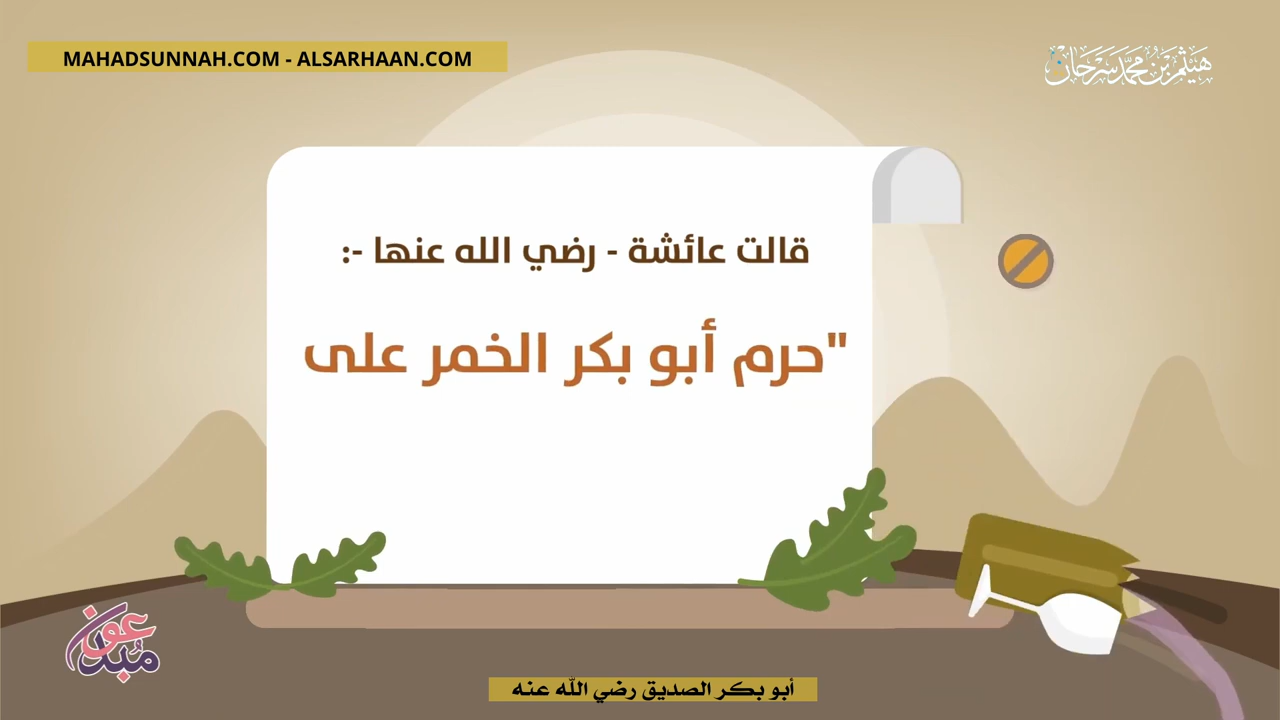 MAHADSUNNAH.COM - ALSARHAAN.COM
هيثم بن محمد سرحان
قالت عائشة - رضي الله عنها -:
"حرم أبو بكر الخمر على
مبدعون
أبو بكر الصديق رضي الله عنه